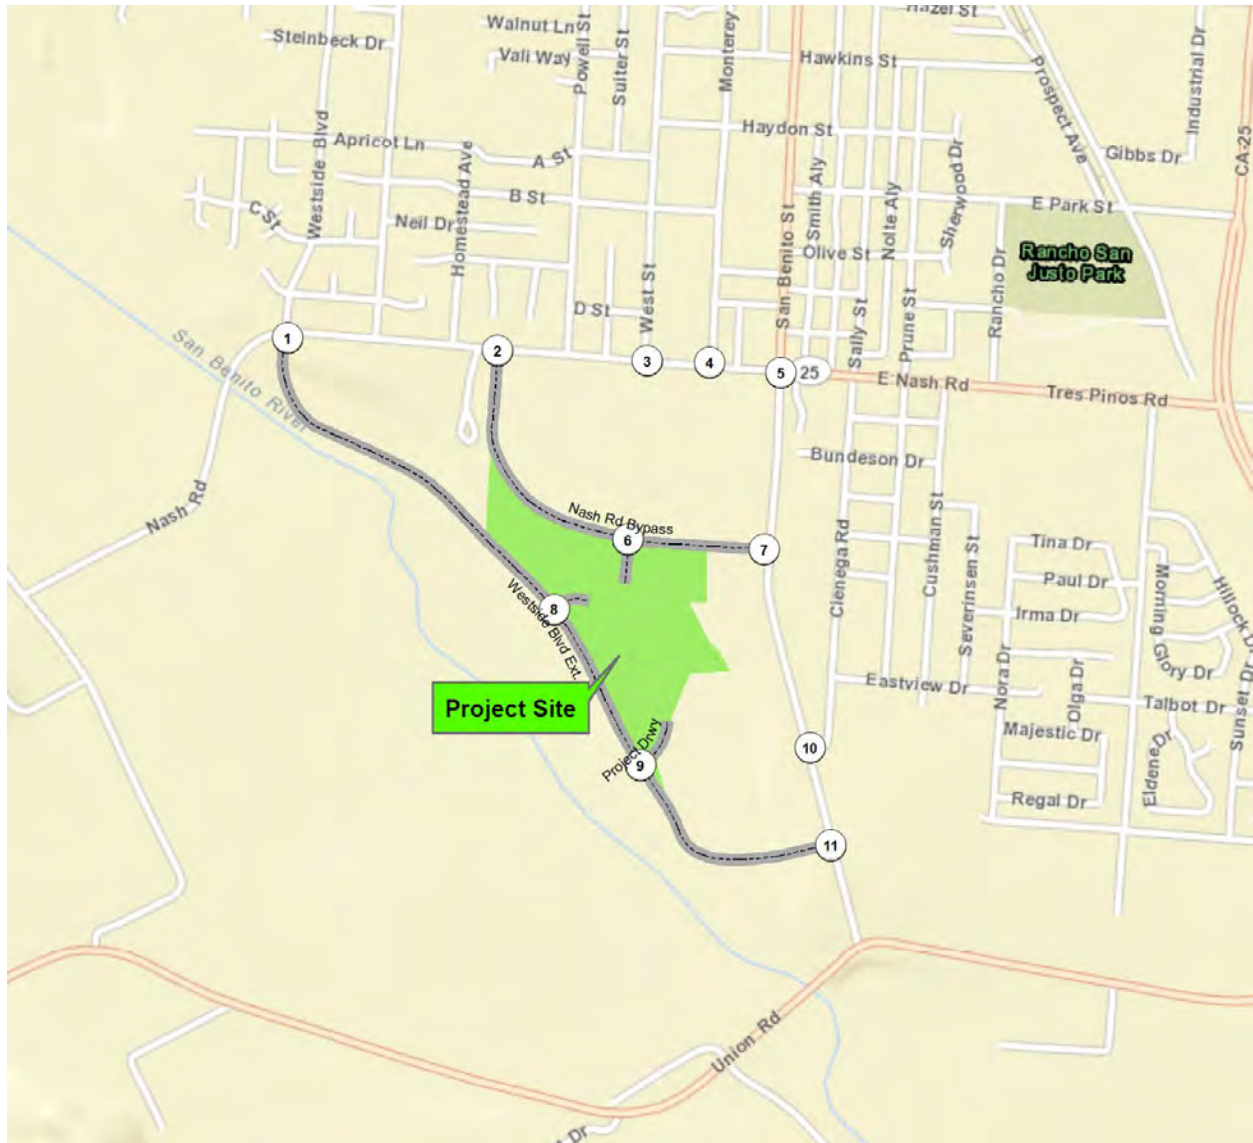 Hazel St
Walnut Ln
Steinbeck Dr
Vali Way
Powell St
Suiter St
Monterey
Hawkins St
Prospect Ave
Industrial Dr
Westside Blvd
Apricot Ln
A St
Haydon St
Gibbs Dr
CA-25
Homestead Ave
B St
C St
Neil Dr
San Benito St
Smith Aly
Nolte Aly
Sherwood Dr
E Park St
Olive St
Rancho Dr
Rancho San
Justo Park
D St
West St
Sally St
Prune St
San Benito River
1
2
3
4
5
25
E Nash Rd
Tres Pinos Rd
Nash Rd
Bundeson Dr
Nash Rd Bypass
6
7
Cienega Rd
Cushman St
Severinsen St
Tina Dr
Paul Dr
Irma Dr
Morning Glory Dr
Hillock Dr
8
Westside Blvd Ext.
Project Site
Eastview Dr
Nora Dr
Olga Dr
Talbot Dr
Sunset Dr
Project Drwy
9
10
Majestic Dr
Eldene Dr
Regal Dr
11
Union Rd
Dr